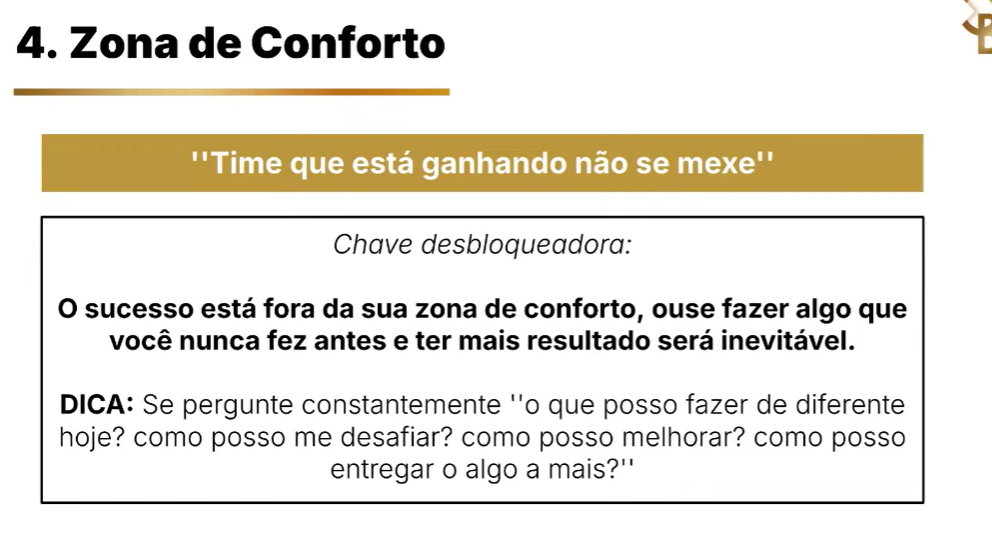 4. Zona de Conforto
''Time que está ganhando não se mexe''
Chave desbloqueadora:
O sucesso está fora da sua zona de conforto, ouse fazer algo que
você nunca fez antes e ter mais resultado será inevitável.
DICA: Se pergunte constantemente ''o que posso fazer de diferente
hoje? como posso me desafiar? como posso melhorar? como posso
entregar o algo a mais?''